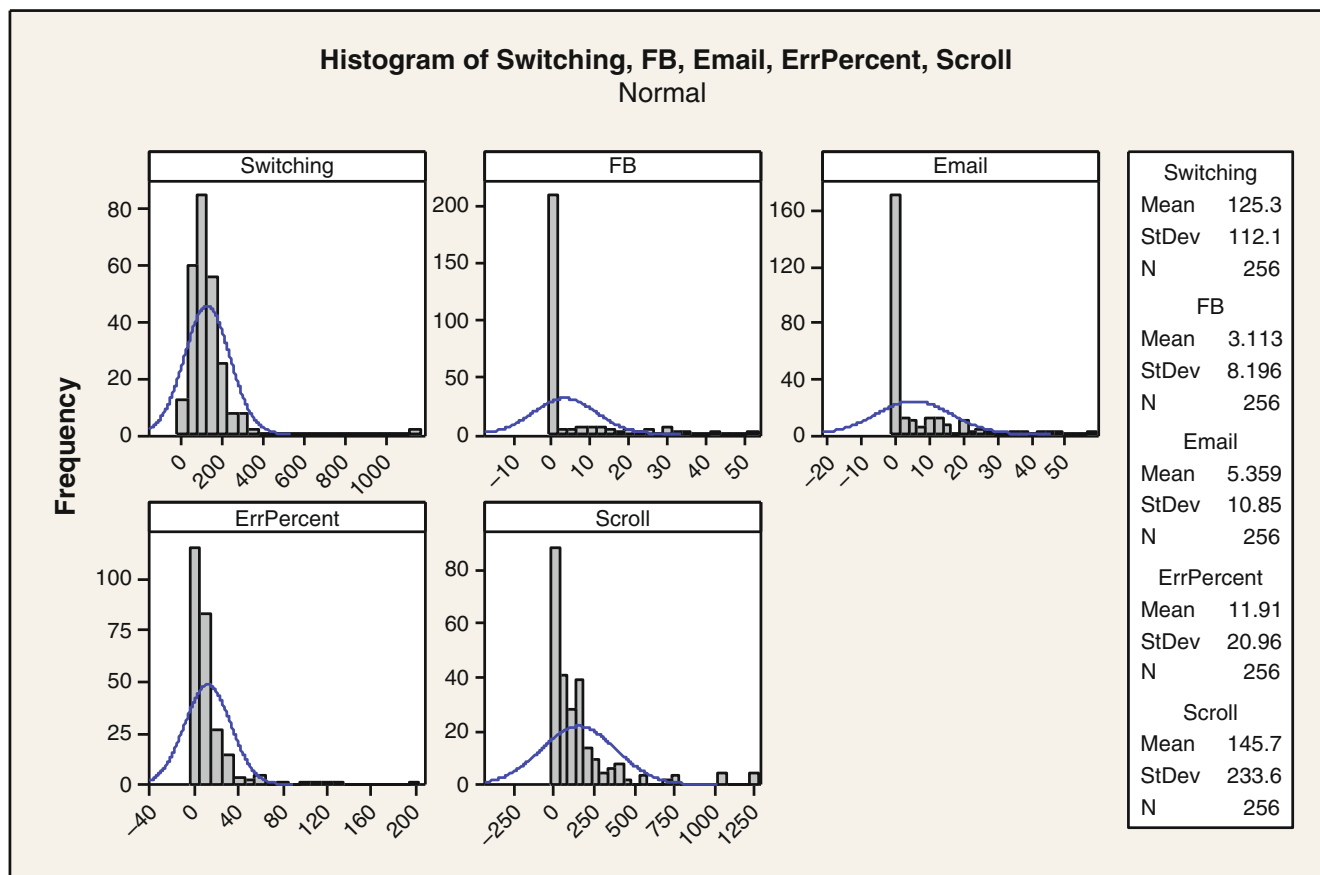 Histogram of Switching, FB, Email, ErrPercent, Scroll
Normal
Frequency
Switching
80
60
40
20
0
0 200 400 600 800 1000
FB
200
150
100
50
0
–10 0 10 20 30 40 50
Email
160
120
80
40
0
–20 –10 0 10 20 30 40 50
ErrPercent
100
75
50
25
0
–40 0 40 80 120 160 200
Scroll
80
60
40
20
0
–250 0 250 500 750 1000 1250
Switching
Mean 125.3
StDev 112.1
N 256
FB
Mean 3.113
StDev 8.196
N 256
Email
Mean 5.359
StDev 10.85
N 256
ErrPercent
Mean 11.91
StDev 20.96
N 256
Scroll
Mean 145.7
StDev 233.6
N 256